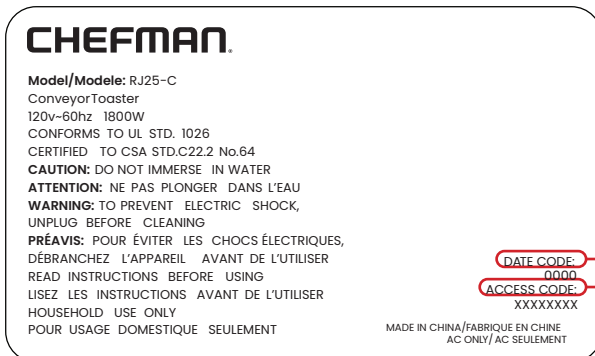 CHEFMAN®
Model/Modele: RJ25-C
ConveyorToaster
120v~60hz 1800W
CONFORMS TO UL STD. 1026
CERTIFIED TO CSA STD.C22.2 No.64
CAUTION: DO NOT IMMERSE IN WATER
ATTENTION: NE PAS PLONGER DANS L’EAU
WARNING: TO PREVENT ELECTRIC SHOCK,
UNPLUG BEFORE CLEANING
PRÉAVIS: POUR ÉVITER LES CHOCS ÉLECTRIQUES,
DÉBRANCHEZ L’APPAREIL AVANT DE L’UTILISER
READ INSTRUCTIONS BEFORE USING
LISEZ LES INSTRUCTIONS AVANT DE L’UTILISER
HOUSEHOLD USE ONLY
POUR USAGE DOMESTIQUE SEULEMENT
DATE CODE:
0000
ACCESS CODE:
XXXXXXXX
MADE IN CHINA/FABRIQUE EN CHINE
AC ONLY/ AC SEULEMENT